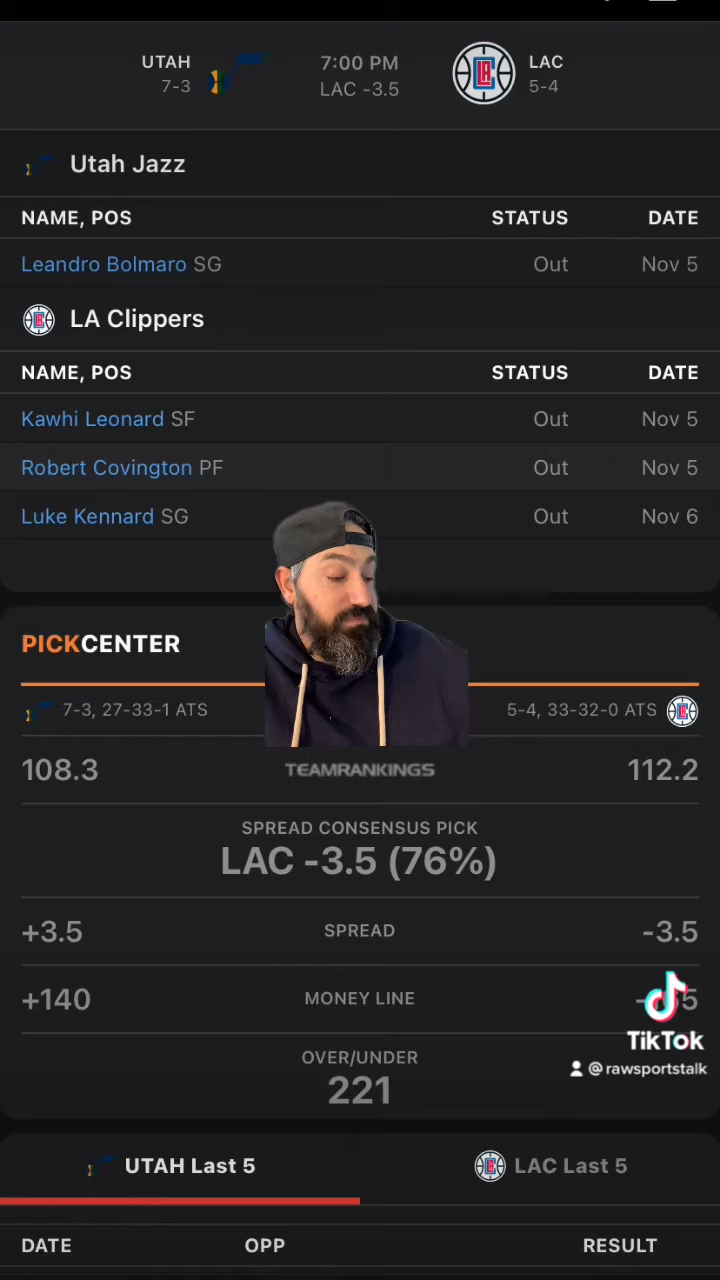 UTAH 7:00 PM LAC
7-3 LAC -3.5 5-4
Utah Jazz
NAME, POS STATUS DATE
Leandro Bolmaro SG Out Nov 5
LA Clippers
NAME, POS STATUS DATE
Kawhi Leonard SF Out Nov 5
Robert Covington PF Out Nov 5
Luke Kennard SG Out Nov 6
PICKCENTER
7-3, 27-33-1 ATS 5-4, 33-32-0 ATS
108.3 TEAMRANKINGS 112.2
SPREAD CONSENSUS PICK
LAC -3.5 (76%)
+3.5 SPREAD -3.5
+140 MONEY LINE
TikTok
OVER/UNDER
@rawsportstalk
221
UTAH Last 5 LAC Last 5
DATE OPP RESULT